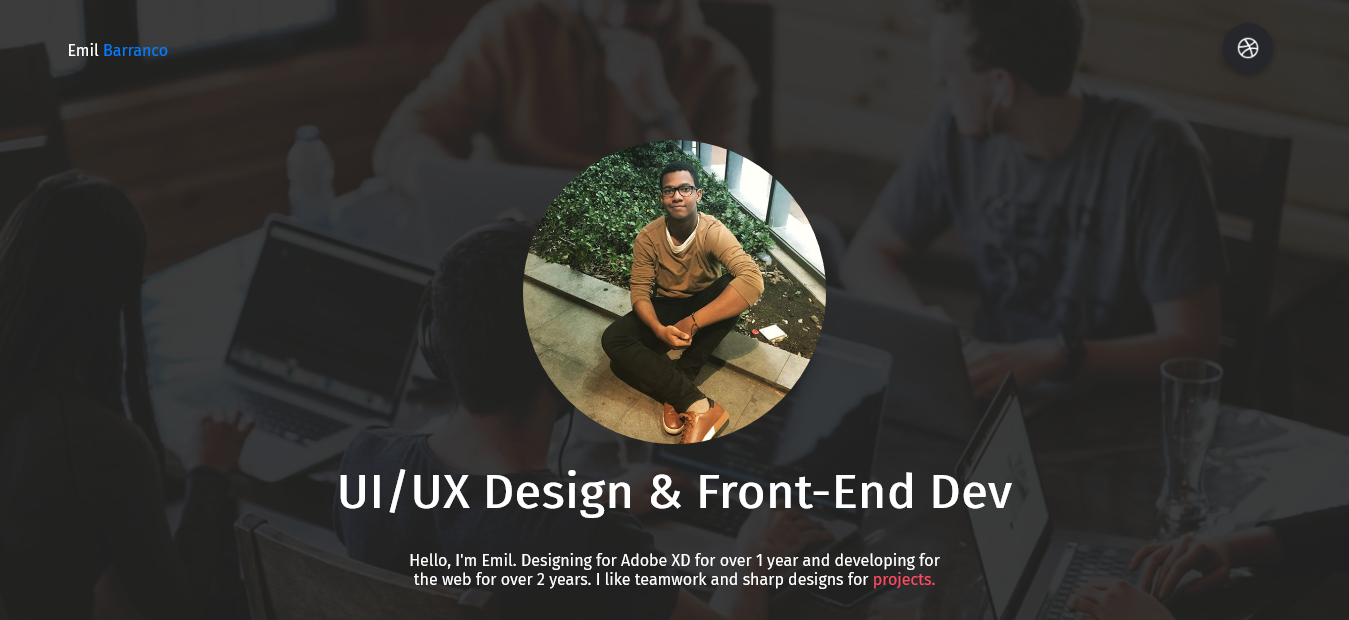 Emil Barranco
UI/UX Design & Front-End Dev
Hello, I'm Emil. Designing for Adobe XD for over 1 year and developing for
the web for over 2 years. I like teamwork and sharp designs for projects.